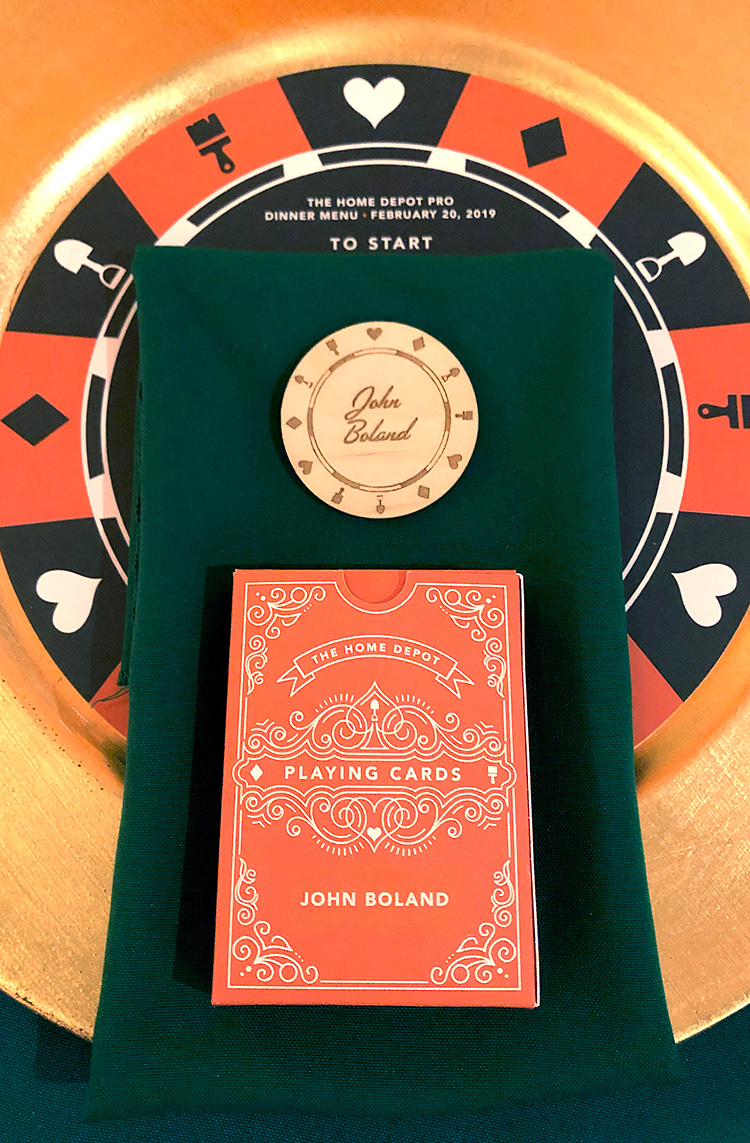 THE HOME DEPOT PRO
DINNER MENU • FEBRUARY 20, 2019
TO START
John
Boland
THE HOME DEPOT
PLAYING CARDS
JOHN BOLAND